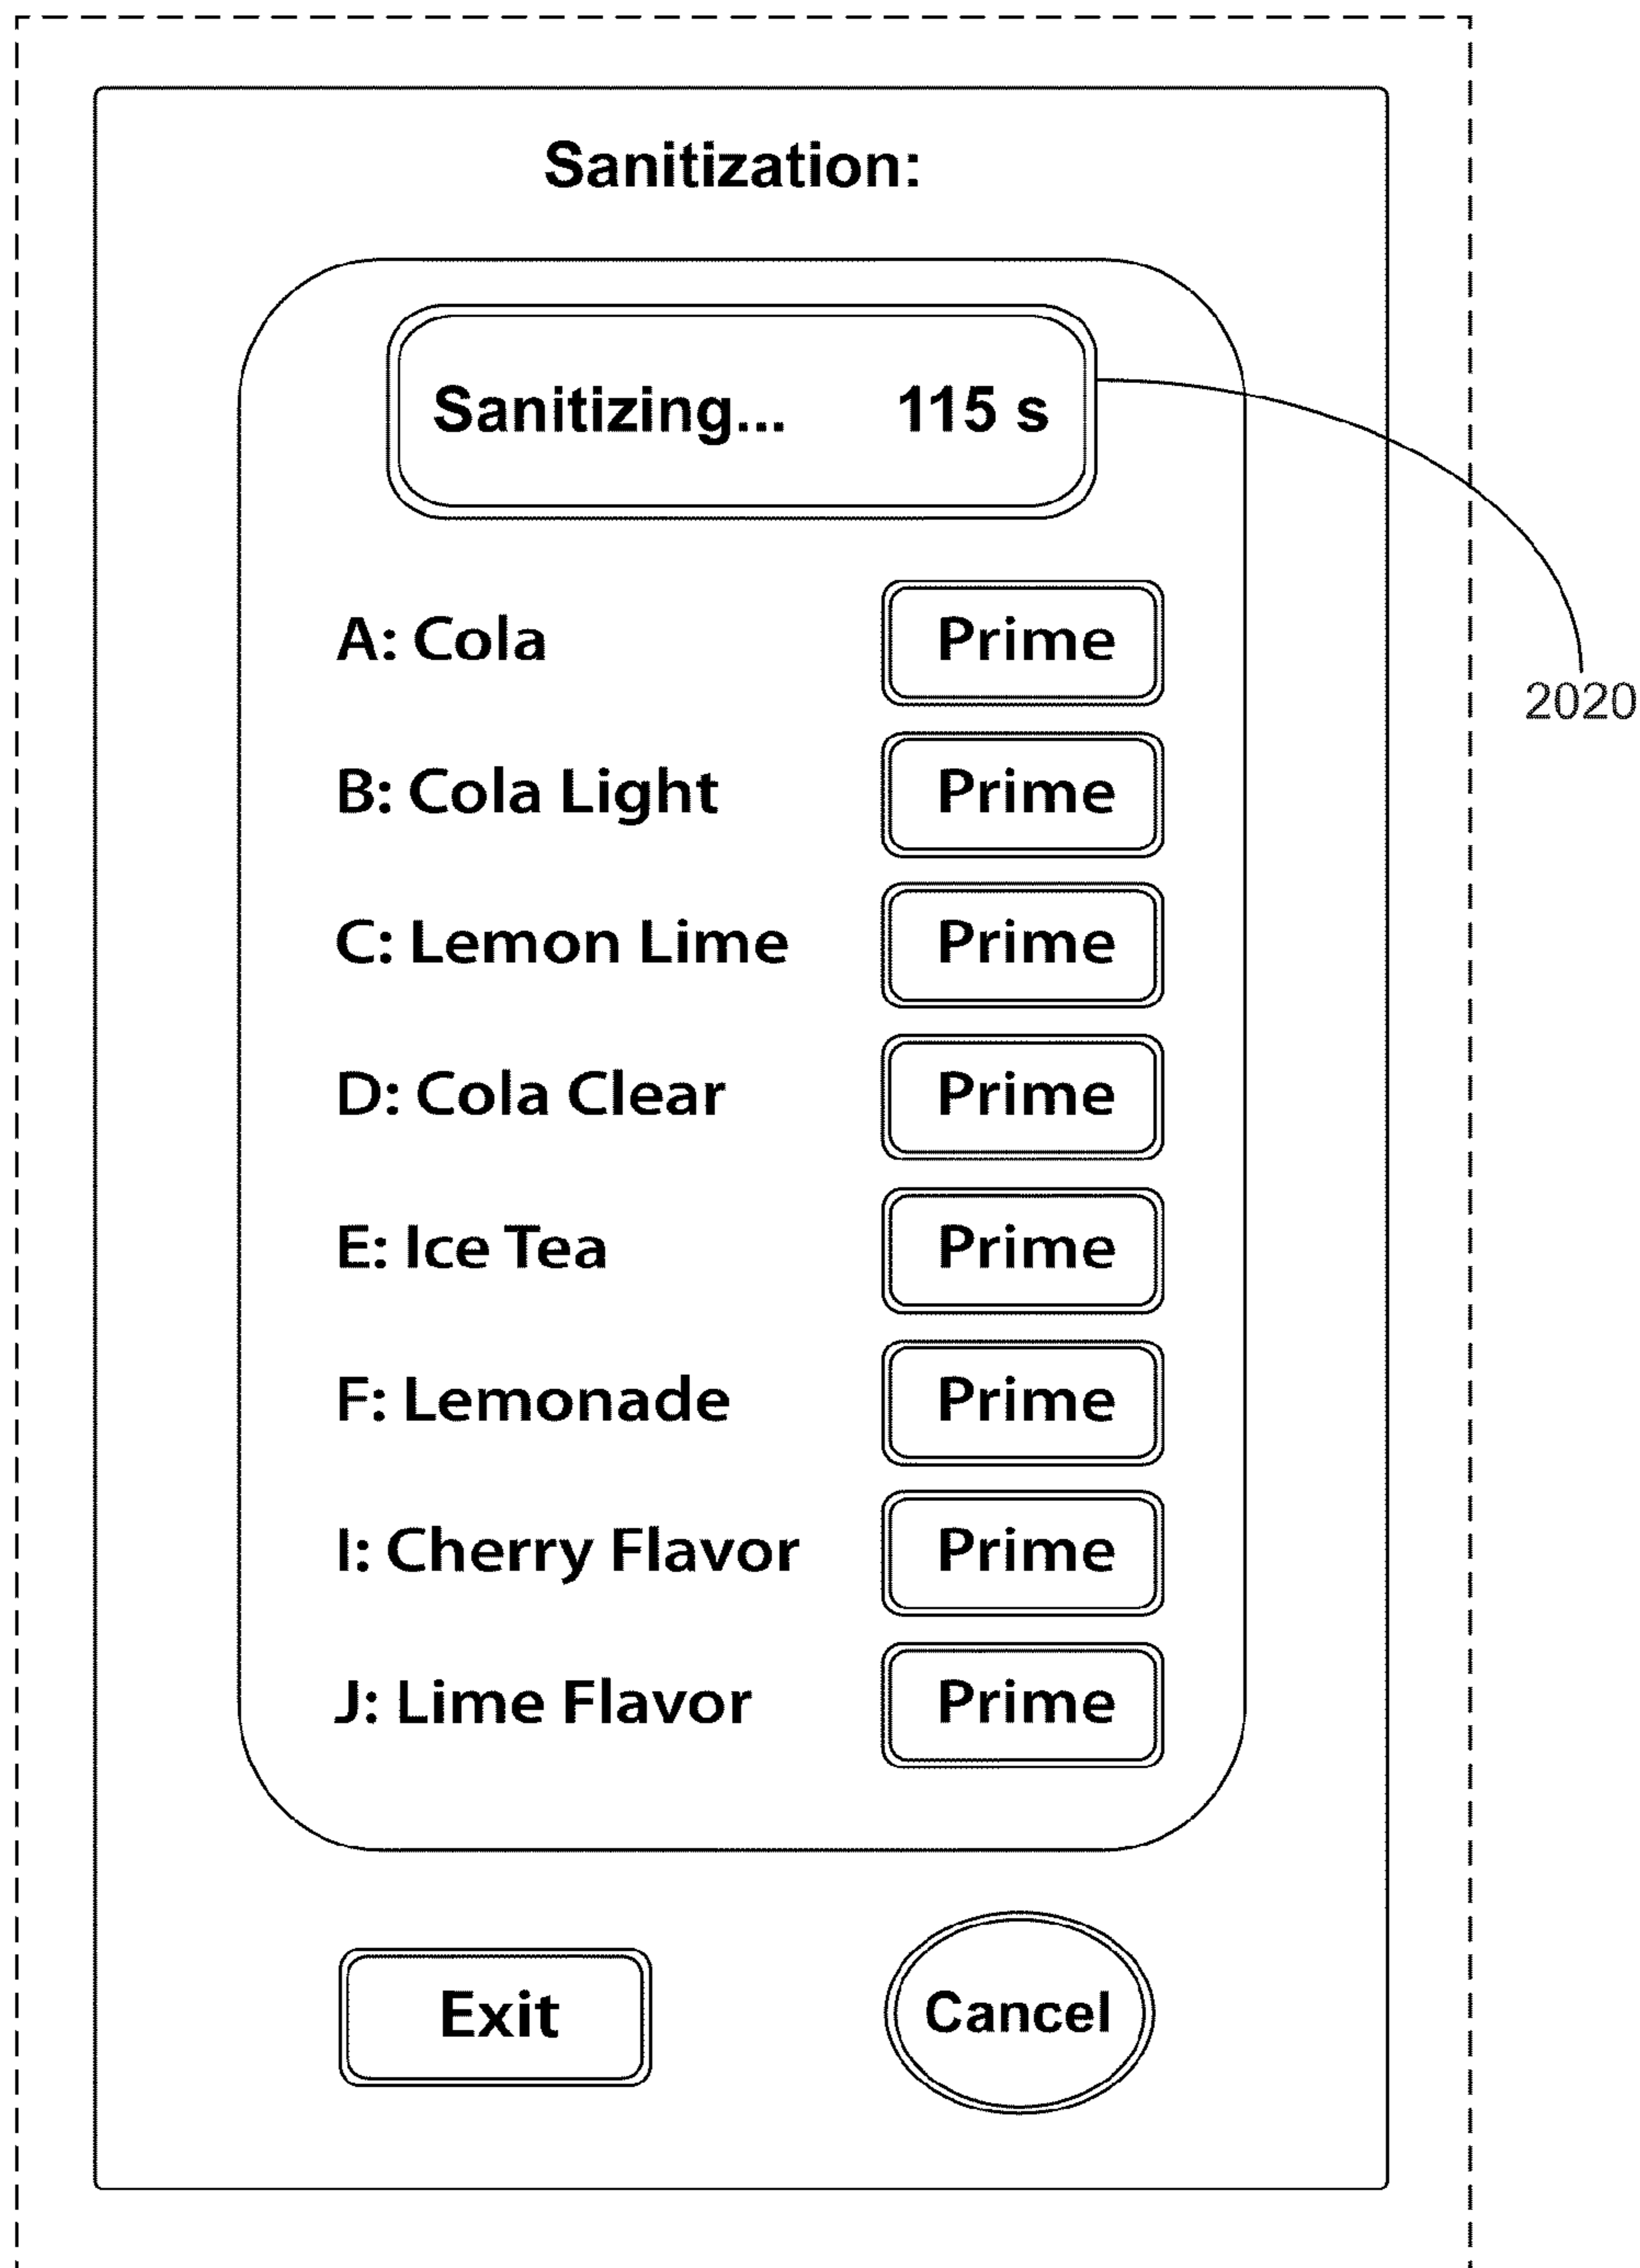 Sanitization:
Sanitizing... 115 s
A: Cola Prime
2020
B: Cola Light Prime
C: Lemon Lime Prime
D: Cola Clear Prime
E: Ice Tea Prime
F: Lemonade Prime
I: Cherry Flavor Prime
J: Lime Flavor Prime
Exit Cancel